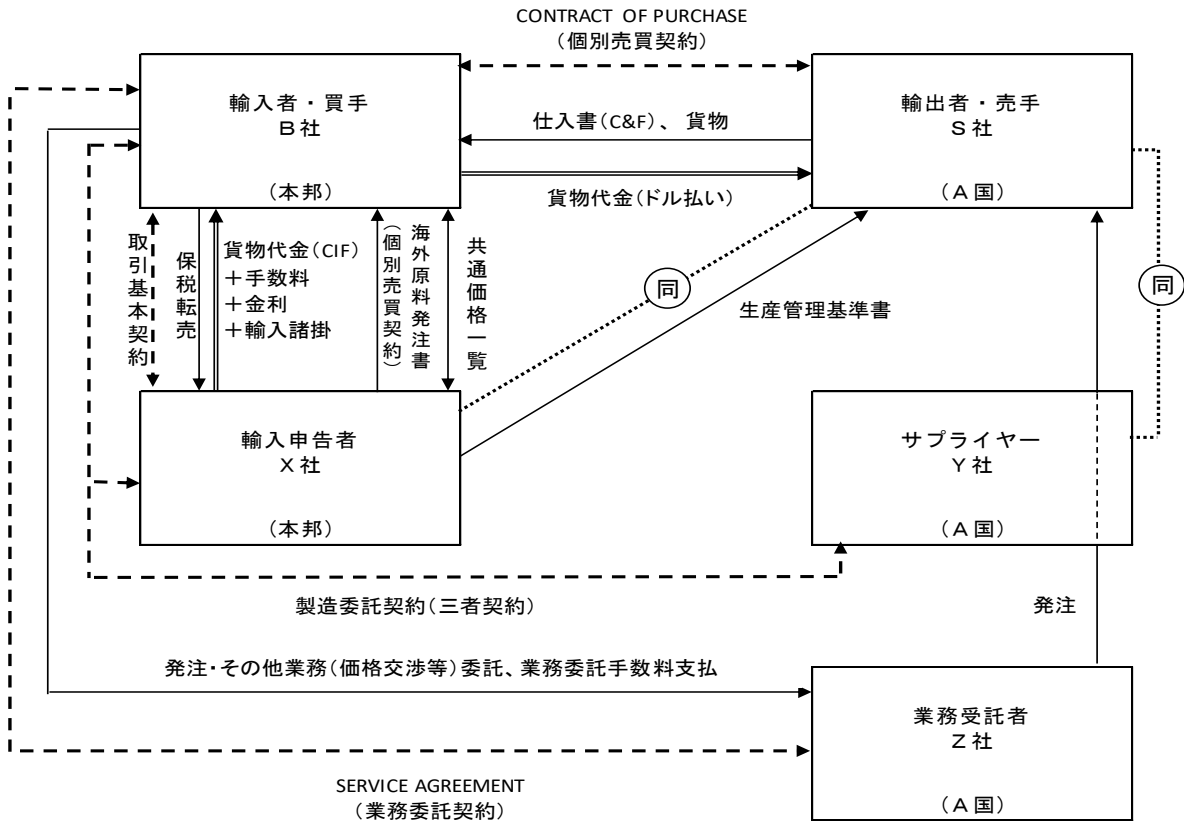 CONTRACT OF PURCHASE
（個別売買契約）
輸入者・買手
Ｂ社
（本邦）
輸出者・売手
Ｓ社
（Ａ国）
仕入書（C&F）、 貨物
貨物代金（ドル払い）
取引基本契約
保税転売
貨物代金（CIF）
＋手数料
＋金利
＋輸入諸掛
海外原料発注書
（個別売買契約）
共通価格一覧
同
同
生産管理基準書
輸入申告者
Ｘ社
（本邦）
サプライヤー
Ｙ社
（Ａ国）
製造委託契約（三者契約）
発注
発注・その他業務（価格交渉等）委託、業務委託手数料支払
業務受託者
Ｚ社
（Ａ国）
SERVICE AGREEMENT
（業務委託契約）